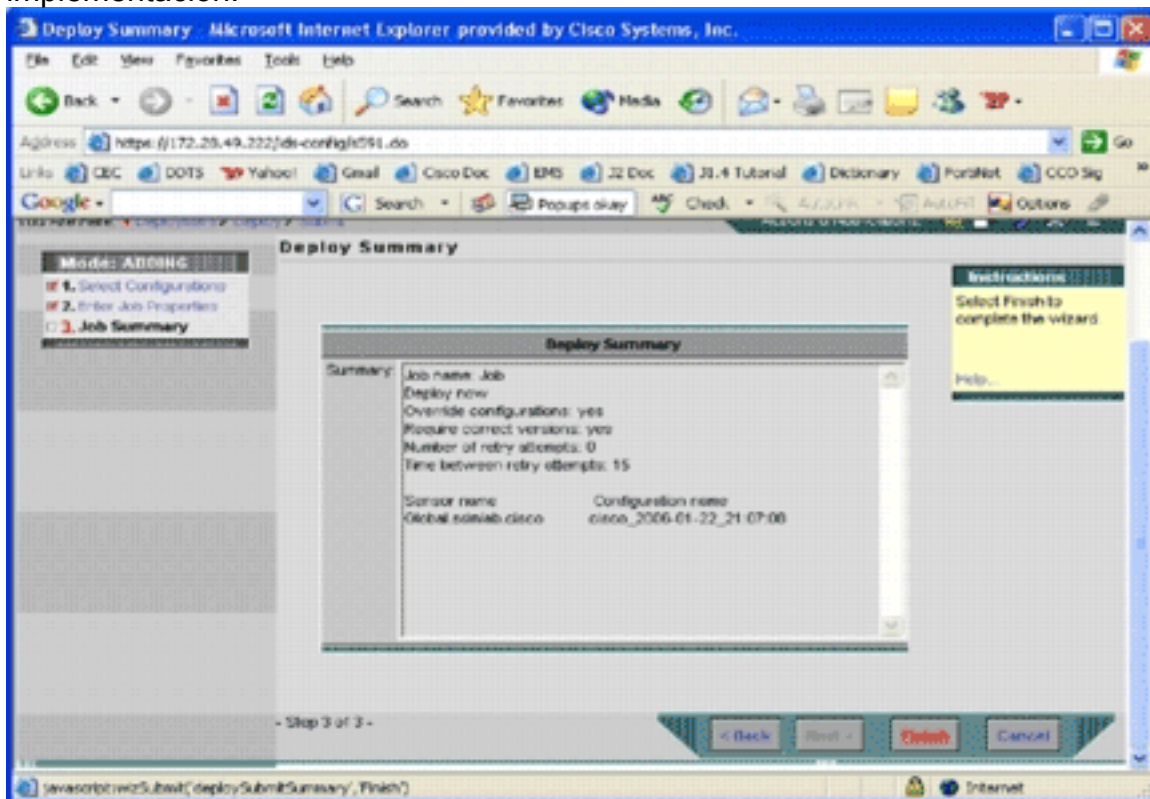 implementación.
Deploy Summary - Microsoft Internet Explorer provided by Cisco Systems, Inc.
File Edit View Favorites Tools Help
Back Search Favorites Media
Address https://172.28.49.222/ids-config/s591.do Go
Links CEC DDTS Yahoo! Gmail Cisco Doc EMS J2 Doc J1.4 Tutorial Dictionary PortalNet CCO Sig
Google Search Popups okay Check AutoLink AutoFill Options
Deploy Summary
Mode: ADDING
1. Select Configurations
2. Enter Job Properties
3. Job Summary
Instructions
Select Finish to
complete the wizard.
Help...
Deploy Summary
Summary: Job name: Job
Deploy now
Override configurations: yes
Require correct versions: yes
Number of retry attempts: 0
Time between retry attempts: 15
Sensor name Configuration name
cisco_2006-01-22_21:07:08
- Step 3 of 3 -
< Back Next > Finish Cancel
javascript:wizSubmit('deploySubmitSummary','Finish') Internet